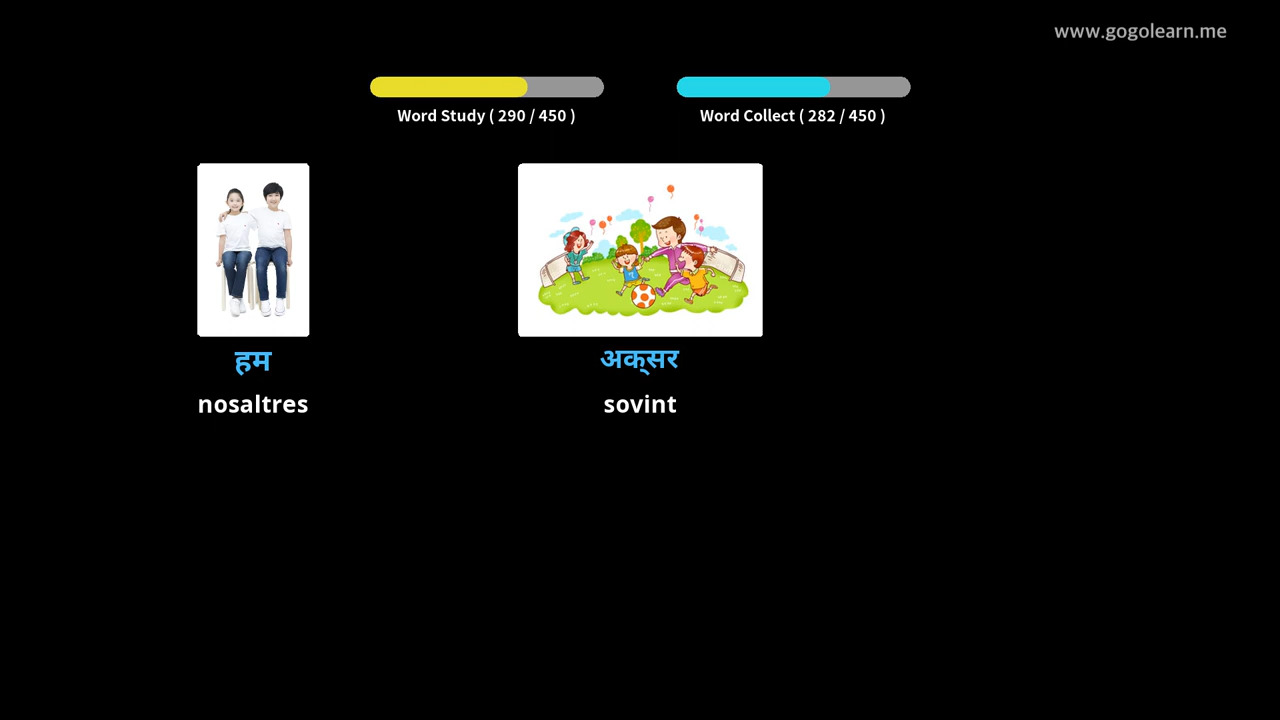 www.gogolearn.me
Word Study ( 290 / 450 )
Word Collect ( 282 / 450 )
हम
अक्सर
nosaltres
sovint